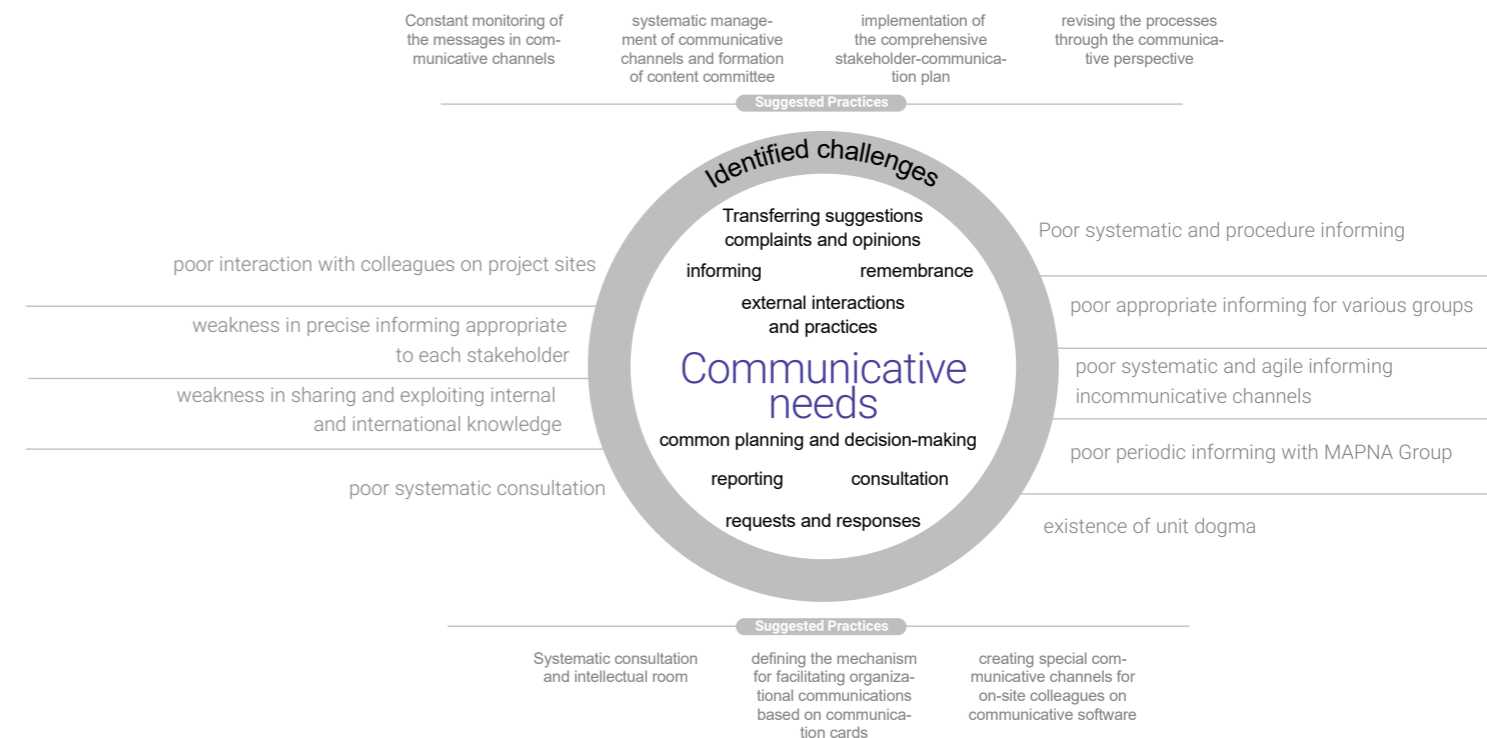 Constant monitoring of
the messages in com-
municative channels
systematic manage-
ment of communicative
channels and formation
of content committee
implementation of
the comprehensive
stakeholder-communica-
tion plan
revising the processes
through the communica-
tive perspective
Suggested Practices
Identified challenges
Transferring suggestions
complaints and opinions
informing
remembrance
external interactions
and practices
Communicative
needs
common planning and decision-making
reporting
consultation
requests and responses
poor interaction with colleagues on project sites
weakness in precise informing appropriate
to each stakeholder
weakness in sharing and exploiting internal
and international knowledge
poor systematic consultation
Poor systematic and procedure informing
poor appropriate informing for various groups
poor systematic and agile informing
incommunicative channels
poor periodic informing with MAPNA Group
existence of unit dogma
Suggested Practices
Systematic consultation
and intellectual room
defining the mechanism
for facilitating organiza-
tional communications
based on communica-
tion cards
creating special com-
municative channels for
on-site colleagues on
communicative software